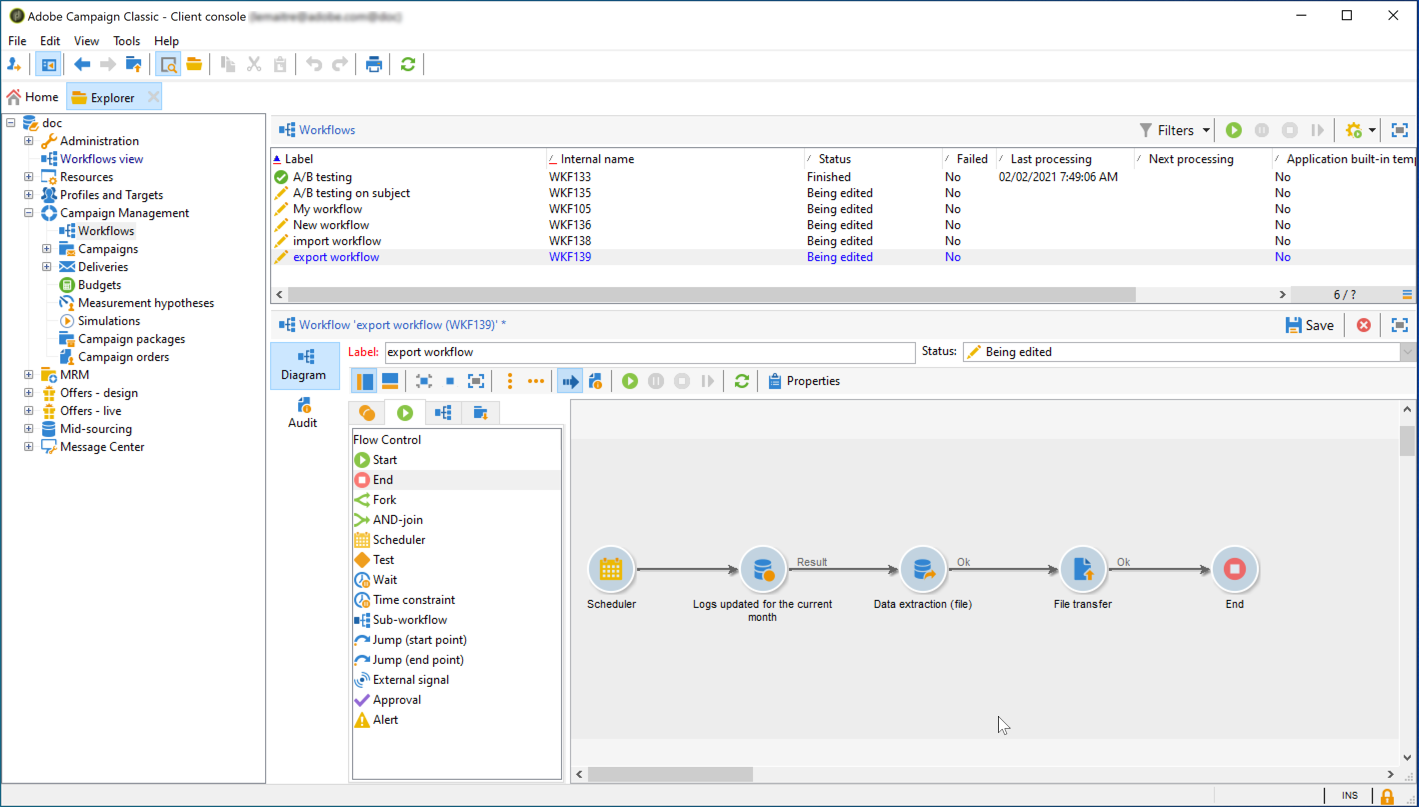 Adobe Campaign Classic - Client console
File Edit View Tools Help
Home Explorer
doc
Administration
Workflows view
Resources
Profiles and Targets
Campaign Management
Workflows
Campaigns
Deliveries
Budgets
Measurement hypotheses
Simulations
Campaign packages
Campaign orders
MRM
Offers - design
Offers - live
Mid-sourcing
Message Center
Workflows Filters
Label Internal name Status Failed Last processing Next processing Application built-in temp
A/B testing WKF133 Finished No 02/02/2021 7:49:06 AM No
A/B testing on subject WKF135 Being edited No No
My workflow WKF105 Being edited No No
New workflow WKF136 Being edited No No
import workflow WKF138 Being edited No No
export workflow WKF139 Being edited No No
6 / ?
Workflow 'export workflow (WKF139)' * Save
Label: export workflow Status: Being edited
Diagram
Audit
Properties
Flow Control
Start
End
Fork
AND-join
Scheduler
Test
Wait
Time constraint
Sub-workflow
Jump (start point)
Jump (end point)
External signal
Approval
Alert
Result Ok Ok
Scheduler Logs updated for the current Data extraction (file) File transfer End
month
INS